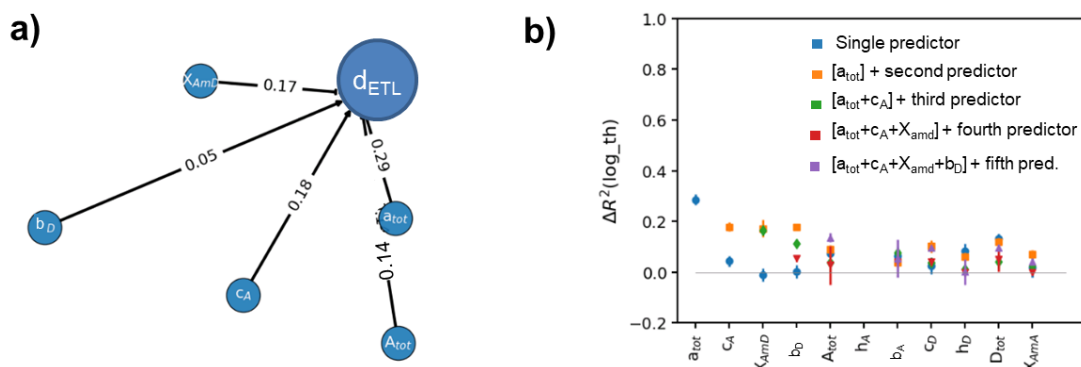 a)
d_ETL
X_AmD
0.17
0.29
0.05
0.18
a_tot
b_D
0.14
c_A
A_tot
b)
1.0
0.8
0.6
0.4
0.2
0.0
−0.2
ΔR²(log_th)
Single predictor
[a_tot] + second predictor
[a_tot+c_A] + third predictor
[a_tot+c_A+X_amd] + fourth predictor
[a_tot+c_A+X_amd+b_D] + fifth pred.
a_tot
c_A
X_AmD
b_D
A_tot
h_A
b_A
c_D
h_D
D_tot
X_AmA